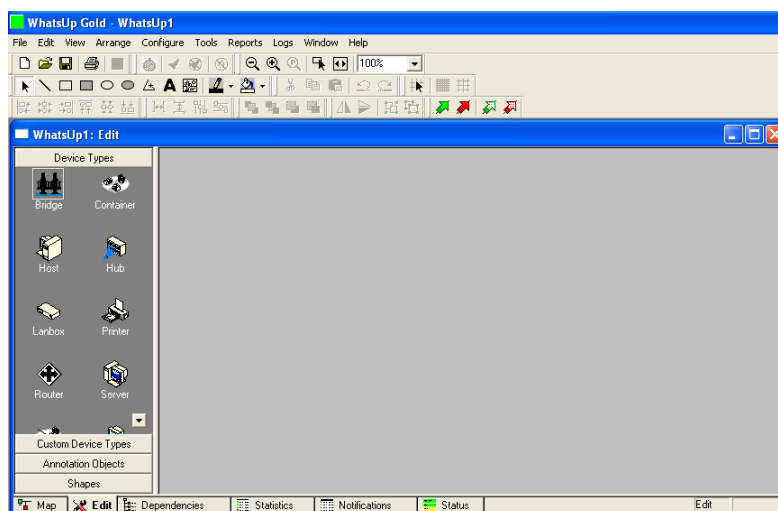 WhatsUp Gold - WhatsUp1
File Edit View Arrange Configure Tools Reports Logs Window Help
100%
A
WhatsUp1: Edit
Device Types
Bridge Container
Host Hub
Lanbox Printer
Router Server
Custom Device Types
Annotation Objects
Shapes
Map Edit Dependencies Statistics Notifications Status Edit